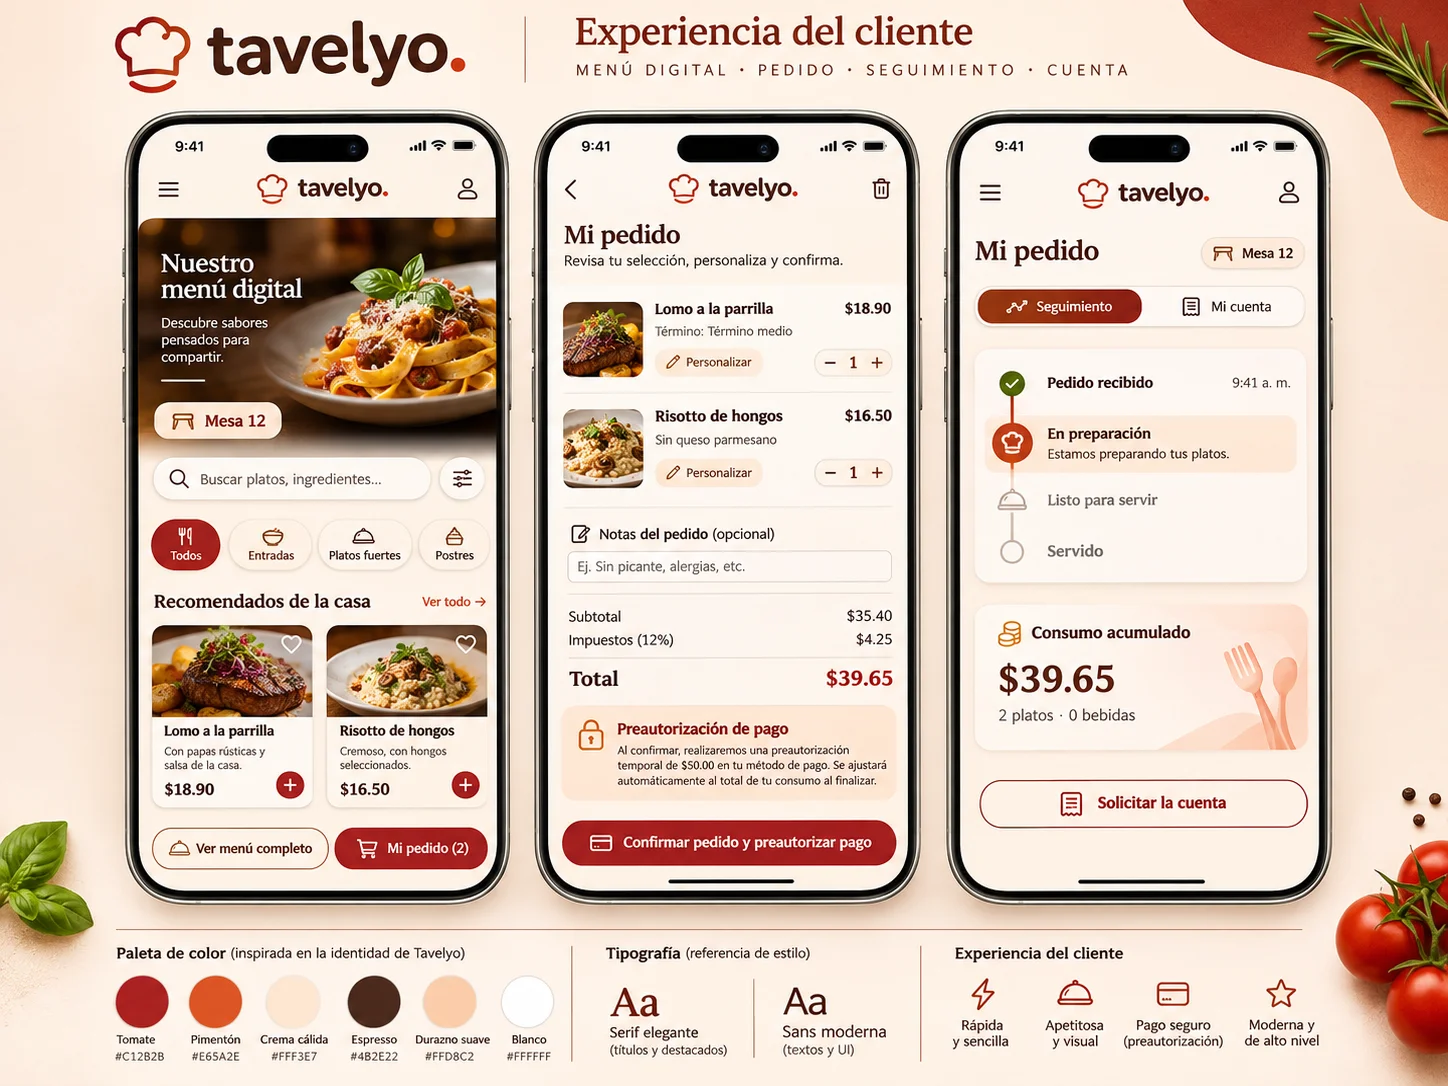 tavelyo.
Experiencia del cliente
MENÚ DIGITAL • PEDIDO • SEGUIMIENTO • CUENTA
9:41
tavelyo.
Nuestro
menú digital
Descubre sabores
pensados para
compartir.
Mesa 12
Buscar platos, ingredientes...
Todos
Entradas
Platos fuertes
Postres
Recomendados de la casa
Ver todo →
Lomo a la parrilla
Con papas rústicas y
salsa de la casa.
$18.90
Risotto de hongos
Cremoso, con hongos
seleccionados.
$16.50
Ver menú completo
Mi pedido (2)
9:41
tavelyo.
Mi pedido
Revisa tu selección, personaliza y confirma.
Lomo a la parrilla $18.90
Término: Término medio
Personalizar − 1 +
Risotto de hongos $16.50
Sin queso parmesano
Personalizar − 1 +
Notas del pedido (opcional)
Ej. Sin picante, alergias, etc.
Subtotal $35.40
Impuestos (12%) $4.25
Total $39.65
Preautorización de pago
Al confirmar, realizaremos una preautorización
temporal de $50.00 en tu método de pago. Se ajustará
automáticamente al total de tu consumo al finalizar.
Confirmar pedido y preautorizar pago
9:41
tavelyo.
Mi pedido
Mesa 12
Seguimiento
Mi cuenta
Pedido recibido 9:41 a. m.
En preparación
Estamos preparando tus platos.
Listo para servir
Servido
Consumo acumulado
$39.65
2 platos · 0 bebidas
Solicitar la cuenta
Paleta de color (inspirada en la identidad de Tavelyo)
Tomate
#C12B2B
Pimentón
#E65A2E
Crema cálida
#FFF3E7
Espresso
#4B2E22
Durazno suave
#FFD8C2
Blanco
#FFFFFF
Tipografía (referencia de estilo)
Aa
Serif elegante
(títulos y destacados)
Aa
Sans moderna
(textos y UI)
Experiencia del cliente
Rápida
y sencilla
Apetitosa
y visual
Pago seguro
(preautorización)
Moderna y
de alto nivel